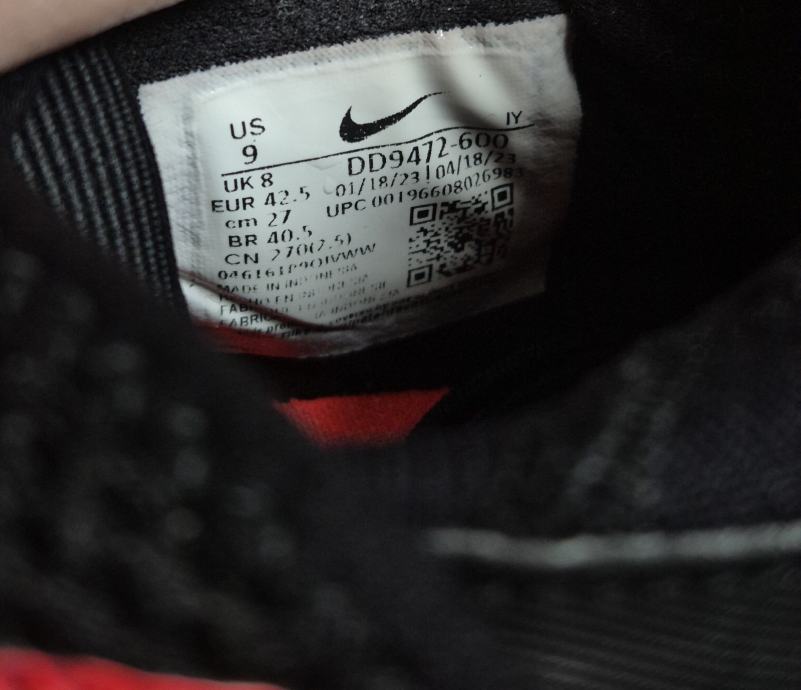 US
9
IY
DD9472-600
UK 8
01/18/23 04/18/23
EUR 42.5
UPC 00196608026983
cm 27
BR 40.5
CN 270(2.5)
MADE IN INDONESIA